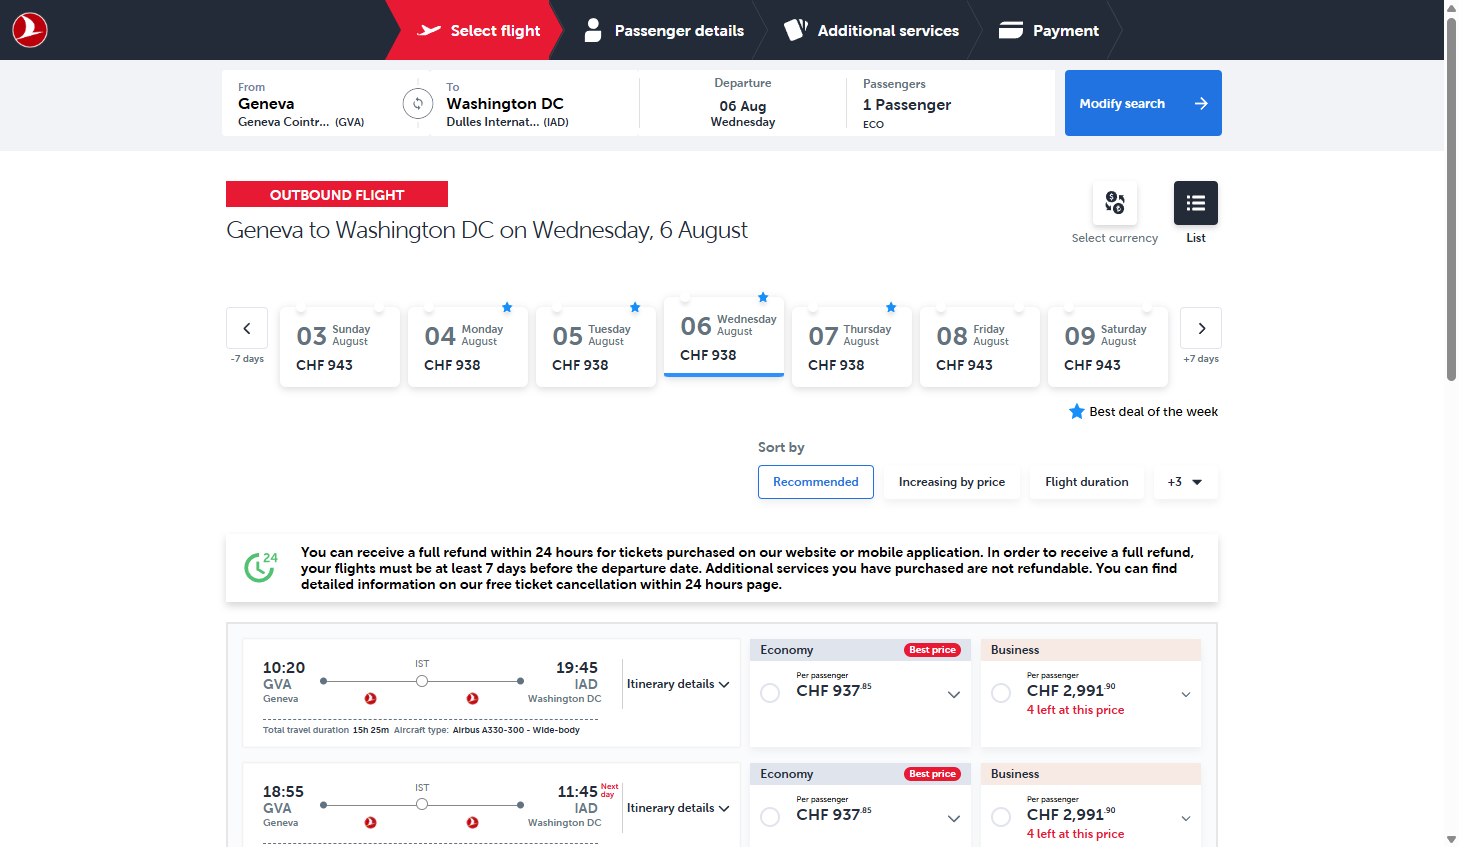 Select flight
Passenger details
Additional services
Payment
From
Geneva
Geneva Cointr... (GVA)
To
Washington DC
Dulles Internat... (IAD)
Departure
06 Aug
Wednesday
Passengers
1 Passenger
ECO
Modify search
OUTBOUND FLIGHT
Geneva to Washington DC on Wednesday, 6 August
Select currency
List
-7 days
03 Sunday August
CHF 943
04 Monday August
CHF 938
05 Tuesday August
CHF 938
06 Wednesday August
CHF 938
07 Thursday August
CHF 938
08 Friday August
CHF 943
09 Saturday August
CHF 943
+7 days
Best deal of the week
Sort by
Recommended
Increasing by price
Flight duration
+3
24
You can receive a full refund within 24 hours for tickets purchased on our website or mobile application. In order to receive a full refund,
your flights must be at least 7 days before the departure date. Additional services you have purchased are not refundable. You can find
detailed information on our free ticket cancellation within 24 hours page.
10:20
GVA
Geneva
IST
19:45
IAD
Washington DC
Itinerary details
Total travel duration 15h 25m Aircraft type: Airbus A330-300 - Wide-body
Economy
Best price
Per passenger
CHF 937.85
Business
Per passenger
CHF 2,991.90
4 left at this price
18:55
GVA
Geneva
IST
11:45 Next day
IAD
Washington DC
Itinerary details
Economy
Best price
Per passenger
CHF 937.85
Business
Per passenger
CHF 2,991.90
4 left at this price